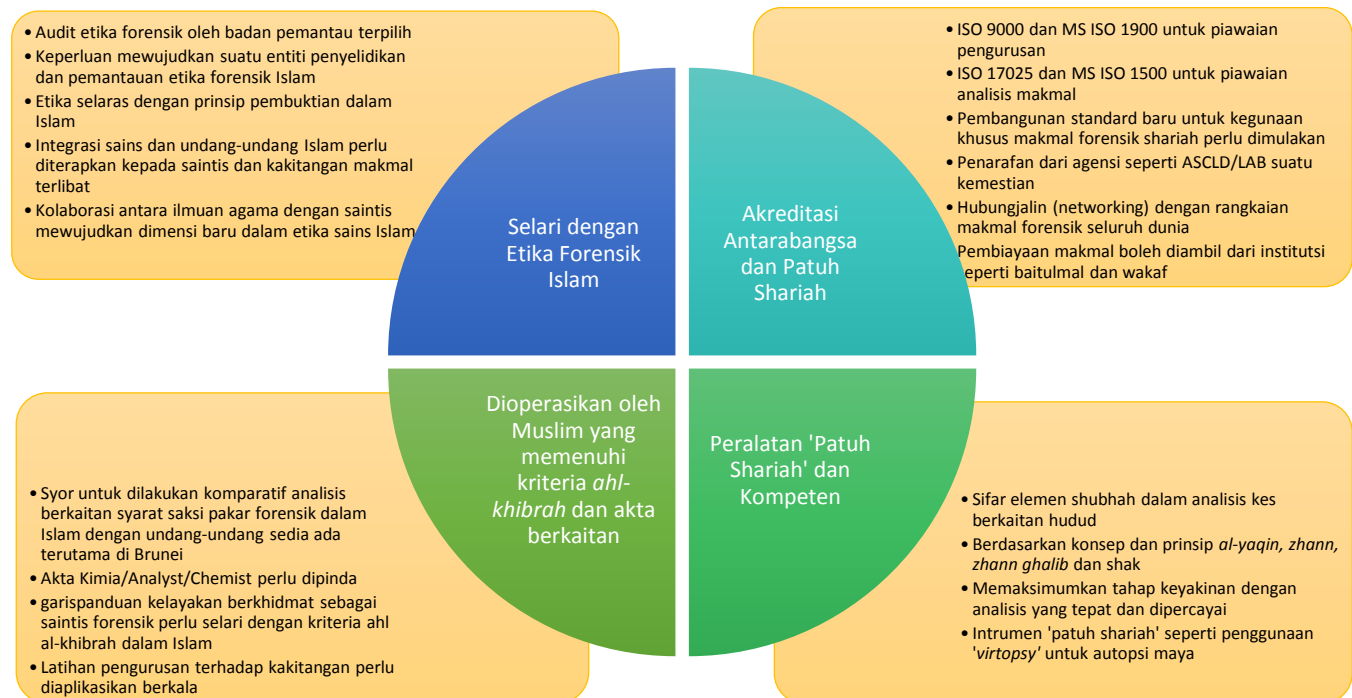 • Audit etika forensik oleh badan pemantau terpilih
• Keperluan mewujudkan suatu entiti penyelidikan
dan pemantauan etika forensik Islam
• Etika selaras dengan prinsip pembuktian dalam
Islam
• Integrasi sains dan undang-undang Islam perlu
diterapkan kepada saintis dan kakitangan makmal
terlibat
• Kolaborasi antara ilmuan agama dengan saintis
mewujudkan dimensi baru dalam etika sains Islam
• ISO 9000 dan MS ISO 1900 untuk piawaian
pengurusan
• ISO 17025 dan MS ISO 1500 untuk piawaian
analisis makmal
• Pembangunan standard baru untuk kegunaan
khusus makmal forensik shariah perlu dimulakan
• Penarafan dari agensi seperti ASCLD/LAB suatu
kemestian
• Hubungjalin (networking) dengan rangkaian
makmal forensik seluruh dunia
Pembiayaan makmal boleh diambil dari institutsi
seperti baitulmal dan wakaf
Selari dengan
Etika Forensik
Islam
Akreditasi
Antarabangsa
dan Patuh
Shariah
Dioperasikan oleh
Muslim yang
memenuhi
kriteria ahl-
khibrah dan akta
berkaitan
Peralatan 'Patuh
Shariah' dan
Kompeten
• Syor untuk dilakukan komparatif analisis
berkaitan syarat saksi pakar forensik dalam
Islam dengan undang-undang sedia ada
terutama di Brunei
• Akta Kimia/Analyst/Chemist perlu dipinda
• garispanduan kelayakan berkhidmat sebagai
saintis forensik perlu selari dengan kriteria ahl
al-khibrah dalam Islam
• Latihan pengurusan terhadap kakitangan perlu
diaplikasikan berkala
• Sifar elemen shubhah dalam analisis kes
berkaitan hudud
• Berdasarkan konsep dan prinsip al-yaqin, zhann,
zhann ghalib dan shak
• Memaksimumkan tahap keyakinan dengan
analisis yang tepat dan dipercayai
• Intrumen 'patuh shariah' seperti penggunaan
'virtopsy' untuk autopsi maya